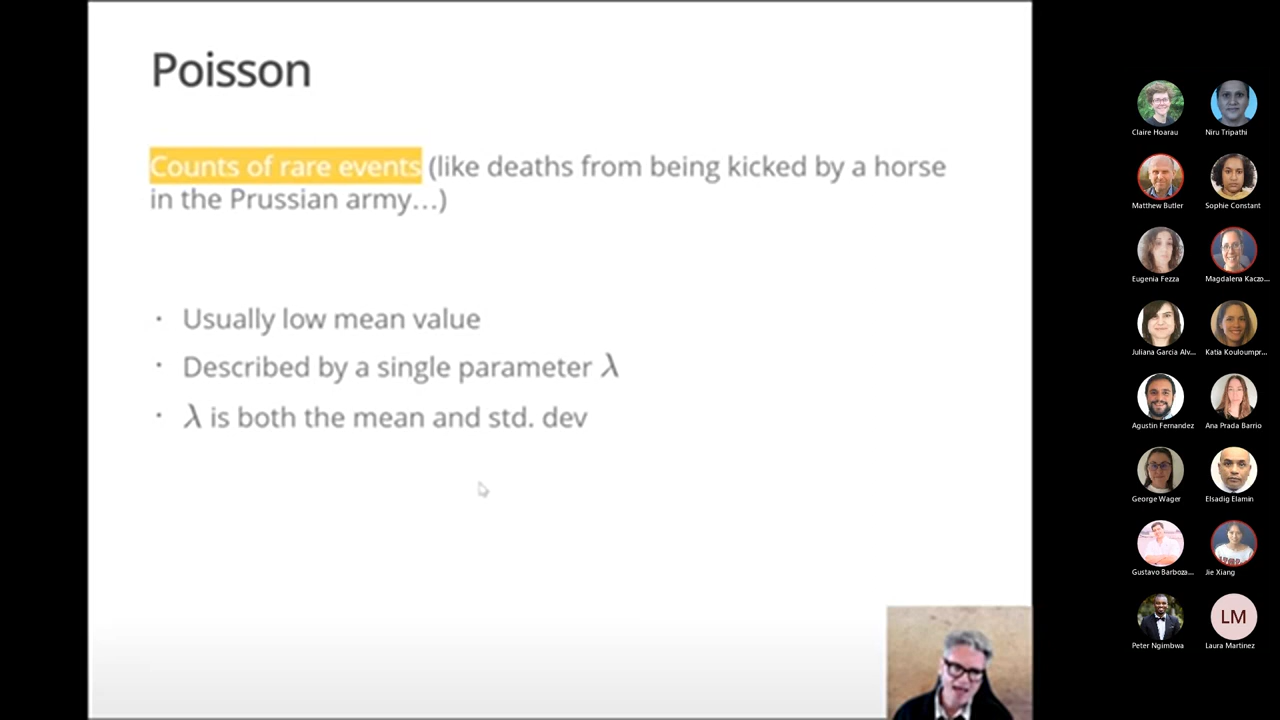 Poisson
Counts of rare events (like deaths from being kicked by a horse
in the Prussian army…)
· Usually low mean value
· Described by a single parameter λ
· λ is both the mean and std. dev
Claire Hoarau
Niru Tripathi
Matthew Butler
Sophie Constant
Eugenia Fezza
Magdalena Kaczo...
Juliana Garcia Alv...
Katia Kouloumpr...
Agustin Fernandez
Ana Prada Barrio
George Wager
Elsadig Elamin
Gustavo Barboza...
Jie Xiang
Peter Ngimbwa
LM
Laura Martinez